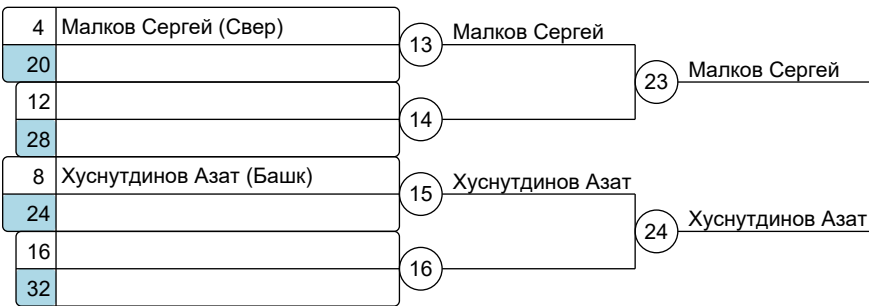 4 Малков Сергей (Свер)
13 Малков Сергей
20
23 Малков Сергей
12
14
28
8 Хуснутдинов Азат (Башк)
15 Хуснутдинов Азат
24
24 Хуснутдинов Азат
16
16
32